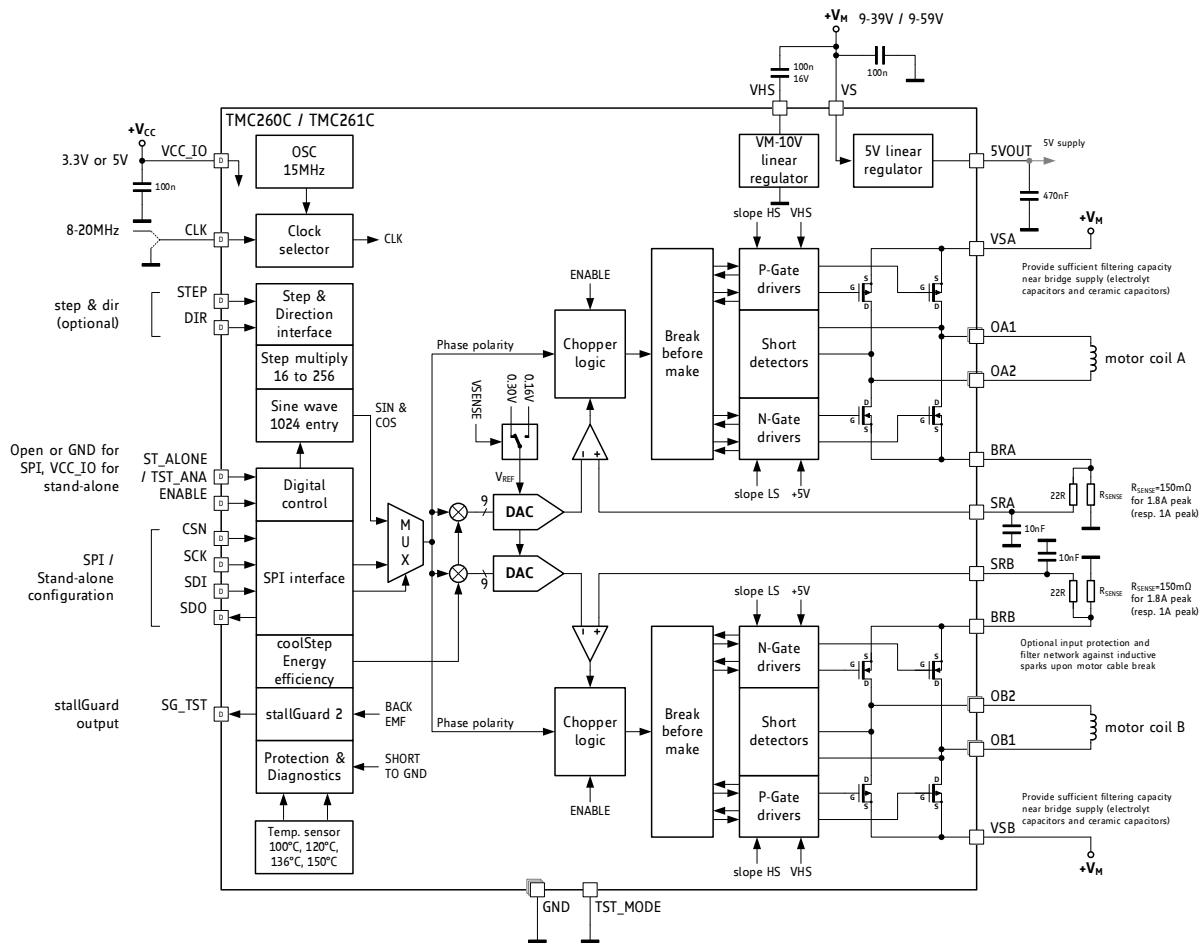 +VM 9-39V / 9-59V
100n
16V
100n
VHS
VS
TMC260C / TMC261C
+VCC
3.3V or 5V
VCC_IO
D
100n
OSC
15MHz
VM-10V
linear
regulator
5V linear
regulator
5VOUT
5V supply
470nF
8-20MHz
CLK
D
Clock
selector
CLK
slope HS
VHS
+VM
VSA
Provide sufficient filtering capacity
near bridge supply (electrolyt
capacitors and ceramic capacitors)
step & dir
(optional)
STEP
D
DIR
D
Step &
Direction
interface
Step multiply
16 to 256
Sine wave
1024 entry
SIN &
COS
ENABLE
Phase polarity
Chopper
logic
Break
before
make
P-Gate
drivers
Short
detectors
N-Gate
drivers
G
S
D
G
S
D
G
D
S
G
D
S
OA1
OA2
motor coil A
VSENSE
0.30V
0.16V
VREF
slope LS
+5V
BRA
SRA
22R
RSENSE
10nF
RSENSE=150mΩ
for 1.8A peak
(resp. 1A peak)
Open or GND for
SPI, VCC_IO for
stand-alone
ST_ALONE
/ TST_ANA
ENABLE
D
D
Digital
control
M
U
X
9
DAC
9
DAC
SPI /
Stand-alone
configuration
CSN
SCK
SDI
SDO
D
D
D
D
SPI interface
SRB
10nF
22R
RSENSE
RSENSE=150mΩ
for 1.8A peak
(resp. 1A peak)
BRB
Optional input protection and
filter network against inductive
sparks upon motor cable break
coolStep
Energy
efficiency
slope LS
+5V
stallGuard
output
SG_TST
D
stallGuard 2
BACK
EMF
Phase polarity
Chopper
logic
ENABLE
Break
before
make
N-Gate
drivers
Short
detectors
P-Gate
drivers
G
S
D
G
S
D
G
D
S
G
D
S
OB2
OB1
motor coil B
Protection &
Diagnostics
SHORT
TO GND
Temp. sensor
100°C, 120°C,
136°C, 150°C
Provide sufficient filtering capacity
near bridge supply (electrolyt
capacitors and ceramic capacitors)
VSB
+VM
slope HS
VHS
GND
TST_MODE